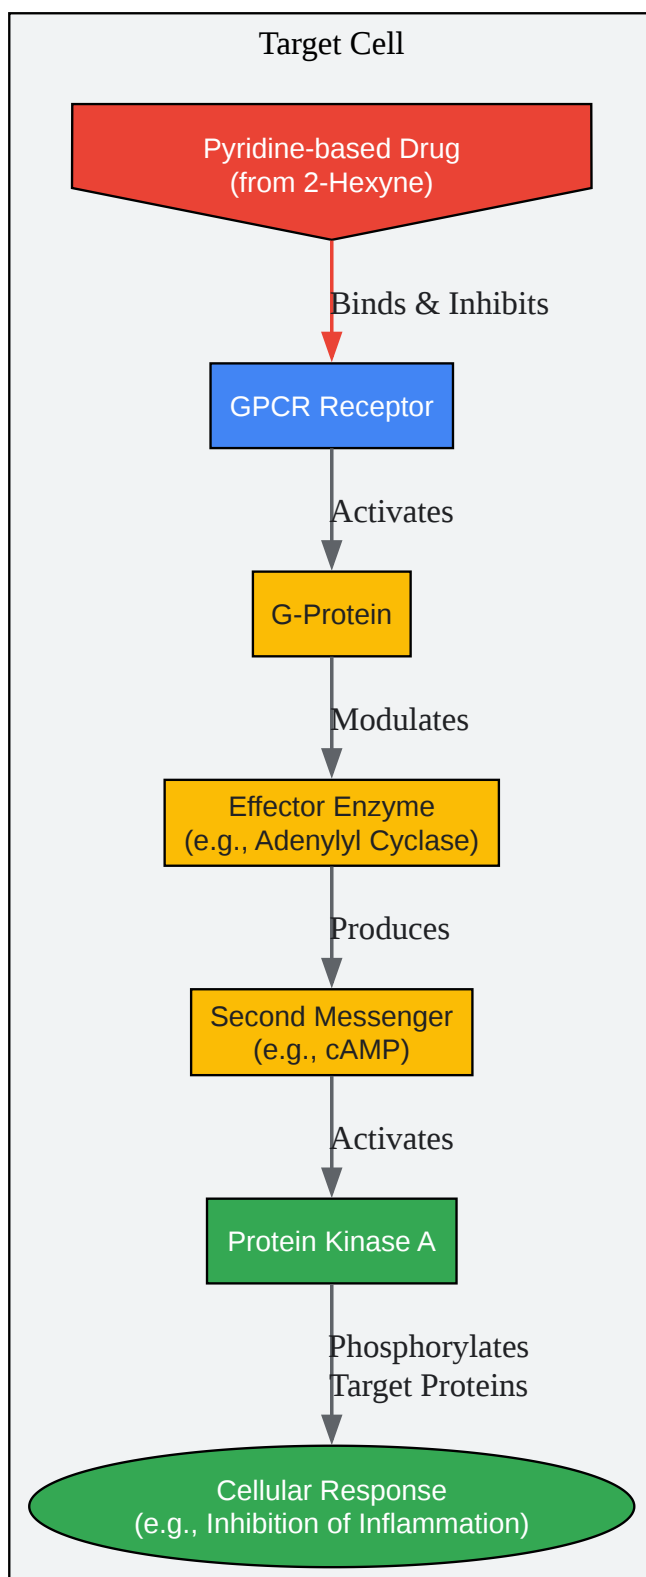 Target Cell
Pyridine-based Drug
(from 2-Hexyne)
Binds & Inhibits
GPCR Receptor
Activates
G-Protein
Modulates
Effector Enzyme
(e.g., Adenylyl Cyclase)
Produces
Second Messenger
(e.g., cAMP)
Activates
Protein Kinase A
Phosphorylates
Target Proteins
Cellular Response
(e.g., Inhibition of Inflammation)